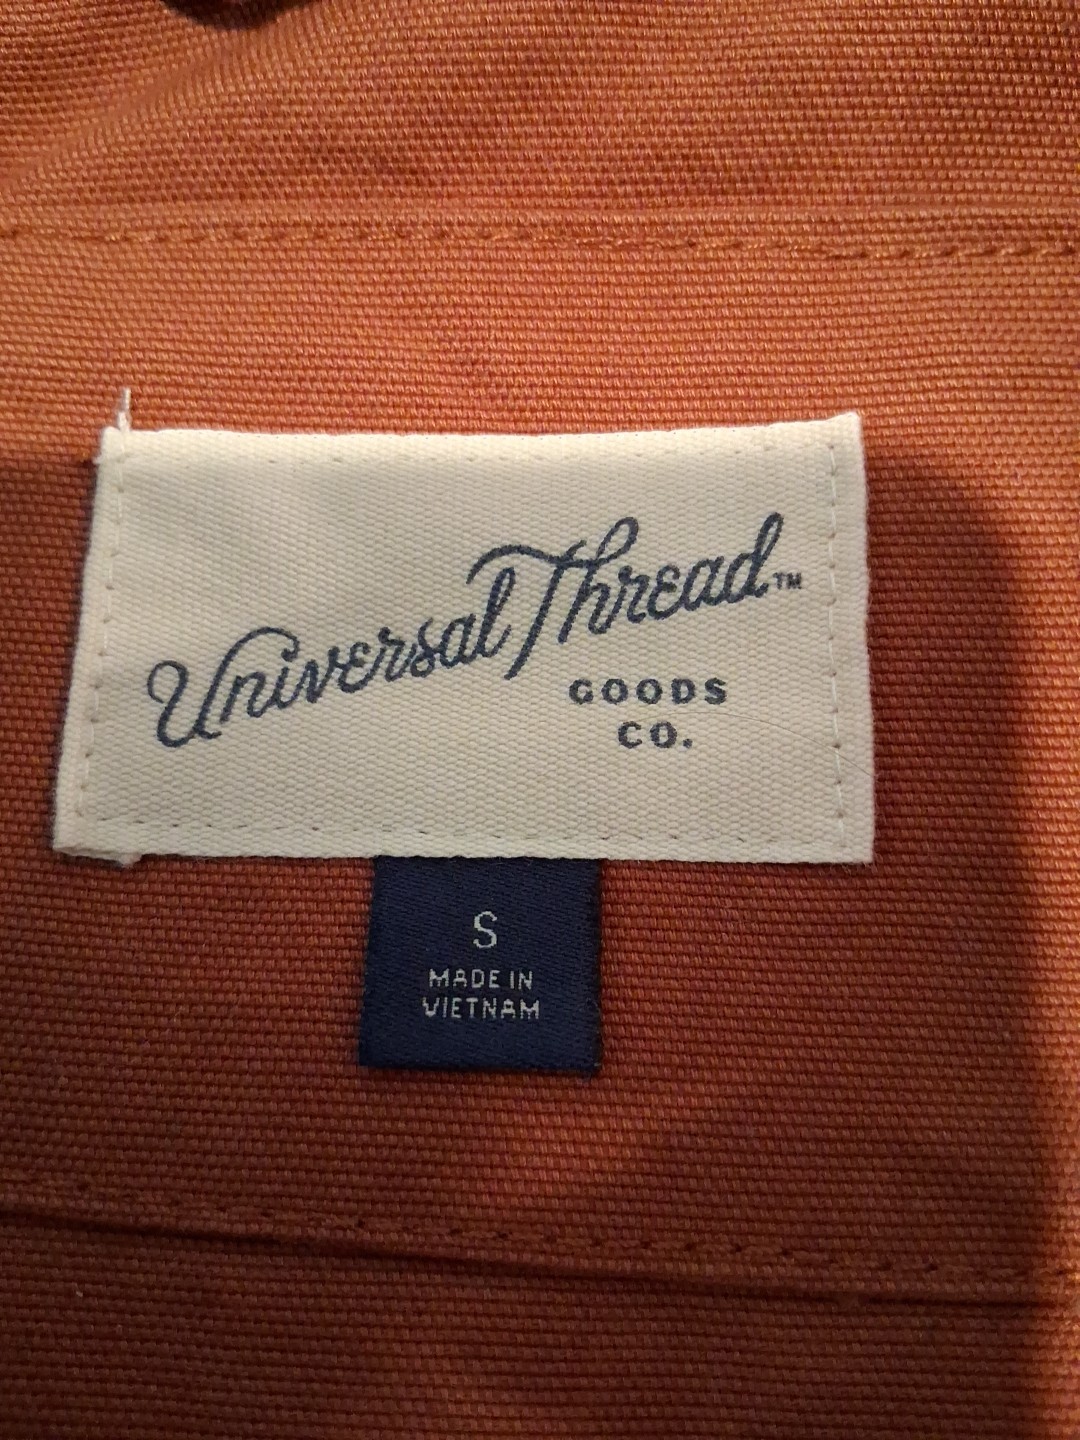 Universal Thread™
GOODS
CO.
S
MADE IN
VIETNAM